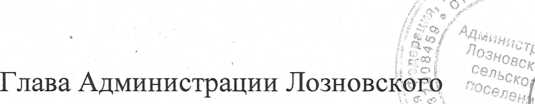 Глава Администрации Лозновского